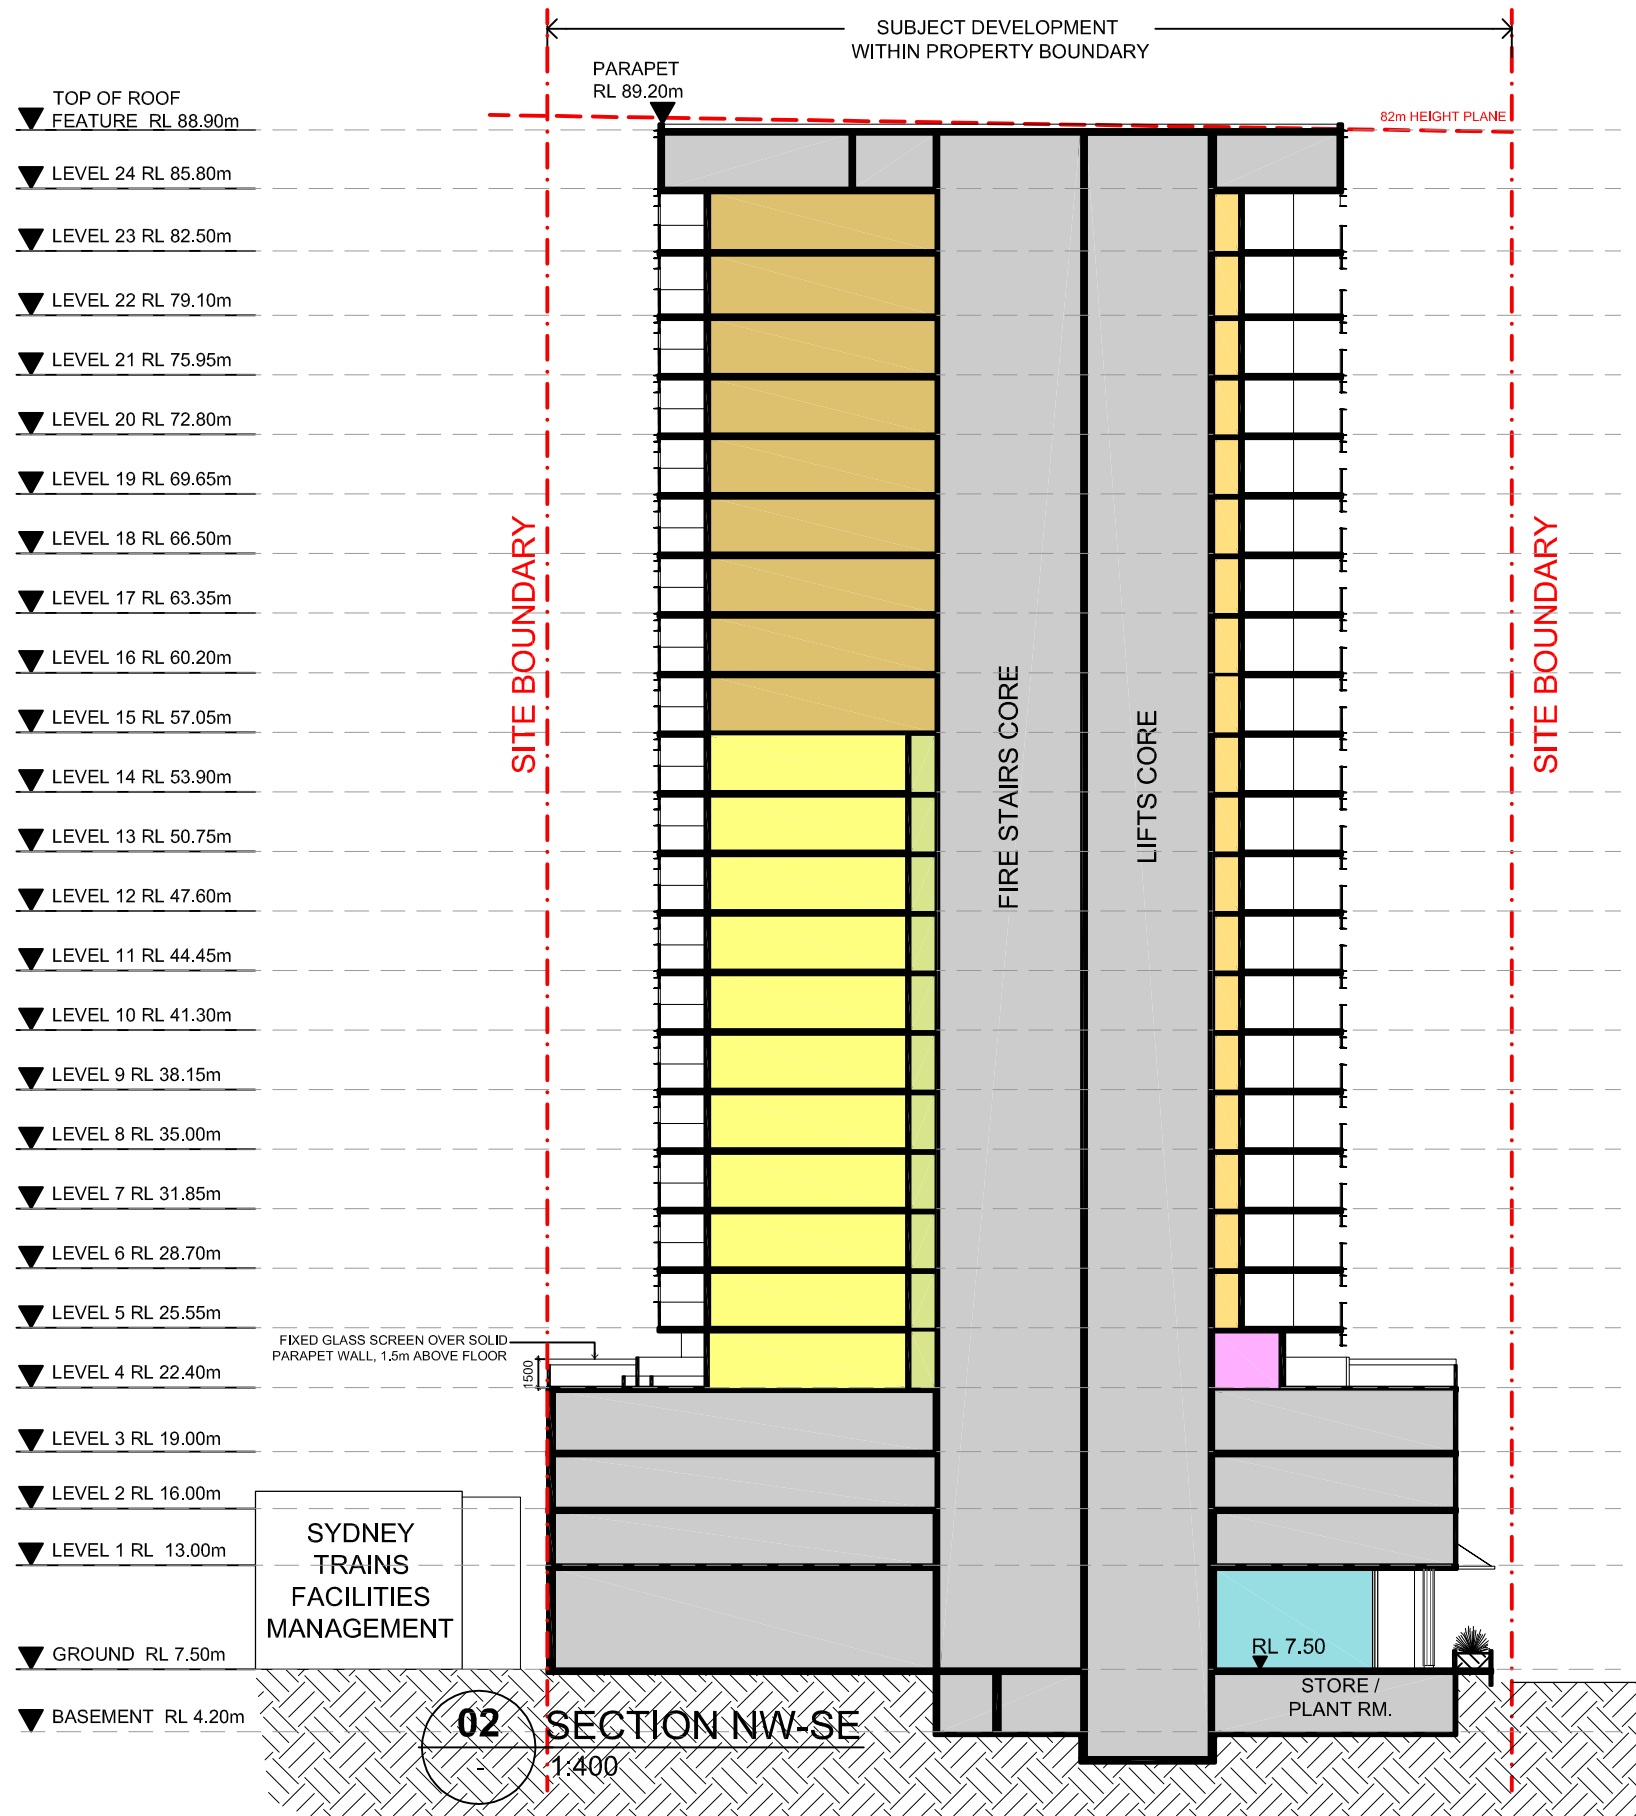 SUBJECT DEVELOPMENT
WITHIN PROPERTY BOUNDARY
PARAPET
RL 89.20m
82m HEIGHT PLANE
TOP OF ROOF
FEATURE RL 88.90m
LEVEL 24 RL 85.80m
LEVEL 23 RL 82.50m
LEVEL 22 RL 79.10m
LEVEL 21 RL 75.95m
LEVEL 20 RL 72.80m
LEVEL 19 RL 69.65m
LEVEL 18 RL 66.50m
LEVEL 17 RL 63.35m
LEVEL 16 RL 60.20m
LEVEL 15 RL 57.05m
LEVEL 14 RL 53.90m
LEVEL 13 RL 50.75m
LEVEL 12 RL 47.60m
LEVEL 11 RL 44.45m
LEVEL 10 RL 41.30m
LEVEL 9 RL 38.15m
LEVEL 8 RL 35.00m
LEVEL 7 RL 31.85m
LEVEL 6 RL 28.70m
LEVEL 5 RL 25.55m
LEVEL 4 RL 22.40m
LEVEL 3 RL 19.00m
LEVEL 2 RL 16.00m
LEVEL 1 RL 13.00m
GROUND RL 7.50m
BASEMENT RL 4.20m
SITE BOUNDARY
FIRE STAIRS CORE
LIFTS CORE
SITE BOUNDARY
FIXED GLASS SCREEN OVER SOLID
PARAPET WALL, 1.5m ABOVE FLOOR
1500
SYDNEY
TRAINS
FACILITIES
MANAGEMENT
RL 7.50
STORE /
PLANT RM.
02 SECTION NW-SE
- 1:400